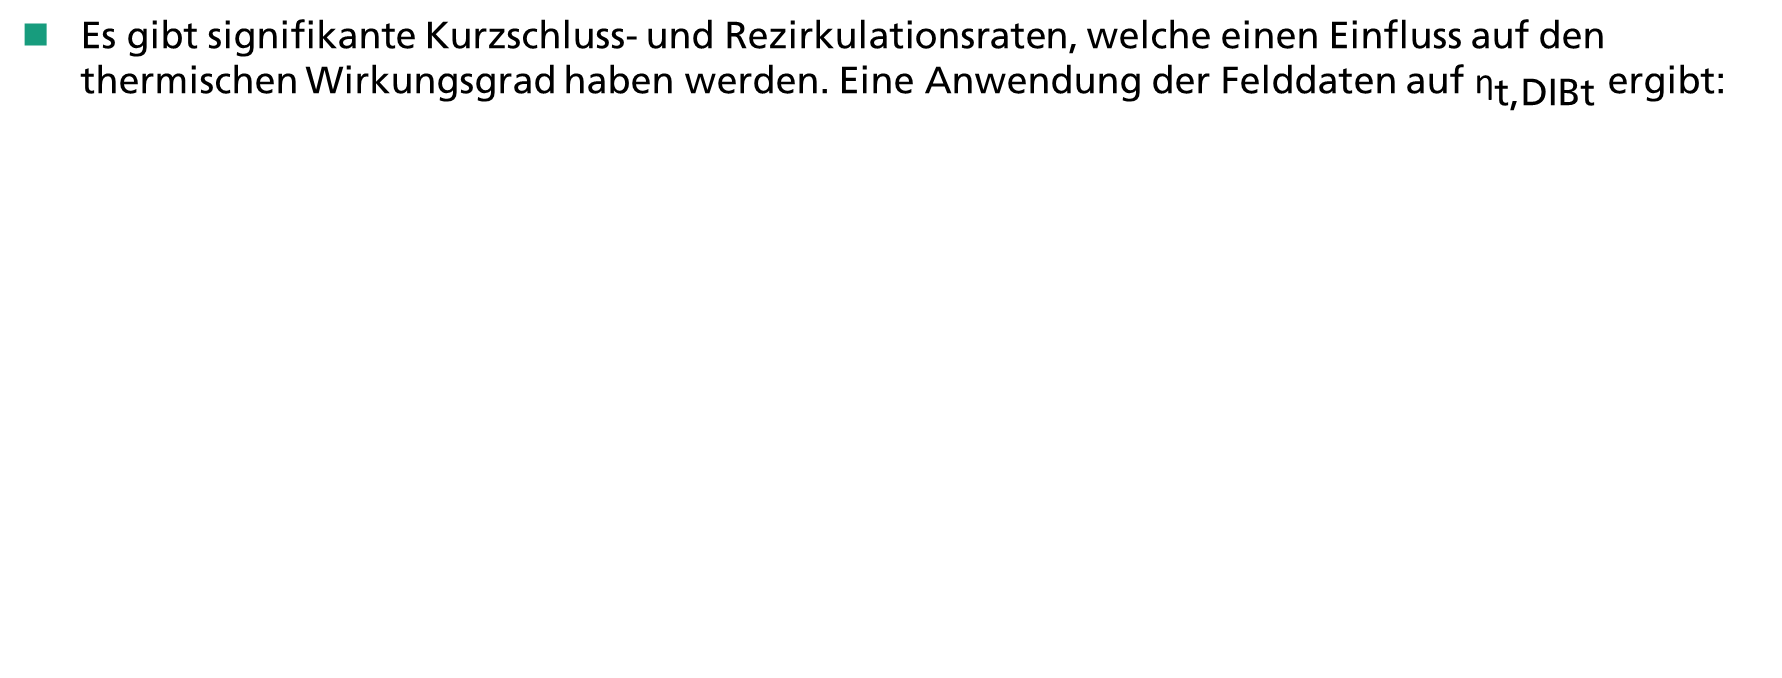 Es gibt signifikante Kurzschluss- und Rezirkulationsraten, welche einen Einfluss auf den
thermischen Wirkungsgrad haben werden. Eine Anwendung der Felddaten auf ηt,DIBt ergibt: